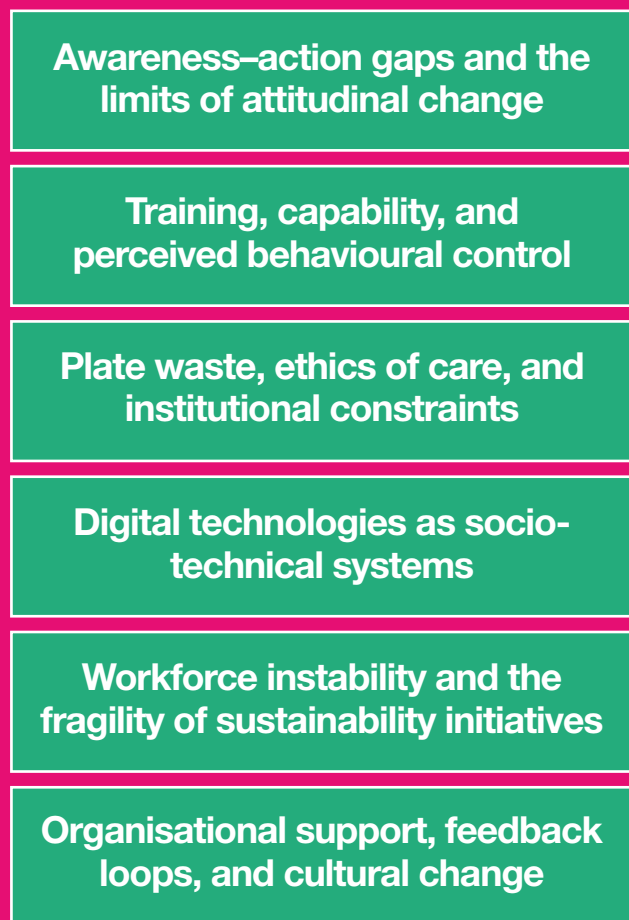 Awareness–action gaps and the
limits of attitudinal change
Training, capability, and
perceived behavioural control
Plate waste, ethics of care, and
institutional constraints
Digital technologies as socio-
technical systems
Workforce instability and the
fragility of sustainability initiatives
Organisational support, feedback
loops, and cultural change